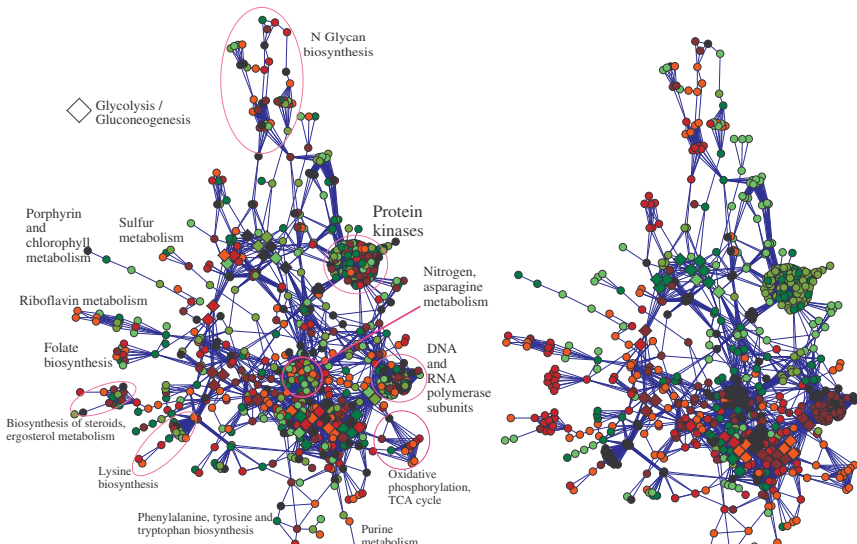 N Glycan
biosynthesis
Glycolysis /
Gluconeogenesis
Porphyrin
and
chlorophyll
metabolism
Sulfur
metabolism
Protein
kinases
Nitrogen,
asparagine
metabolism
Riboflavin metabolism
Folate
biosynthesis
DNA
and
RNA
polymerase
subunits
Biosynthesis of steroids,
ergosterol metabolism
Lysine
biosynthesis
Oxidative
phosphorylation,
TCA cycle
Phenylalanine, tyrosine and
tryptophan biosynthesis
Purine
metabolism